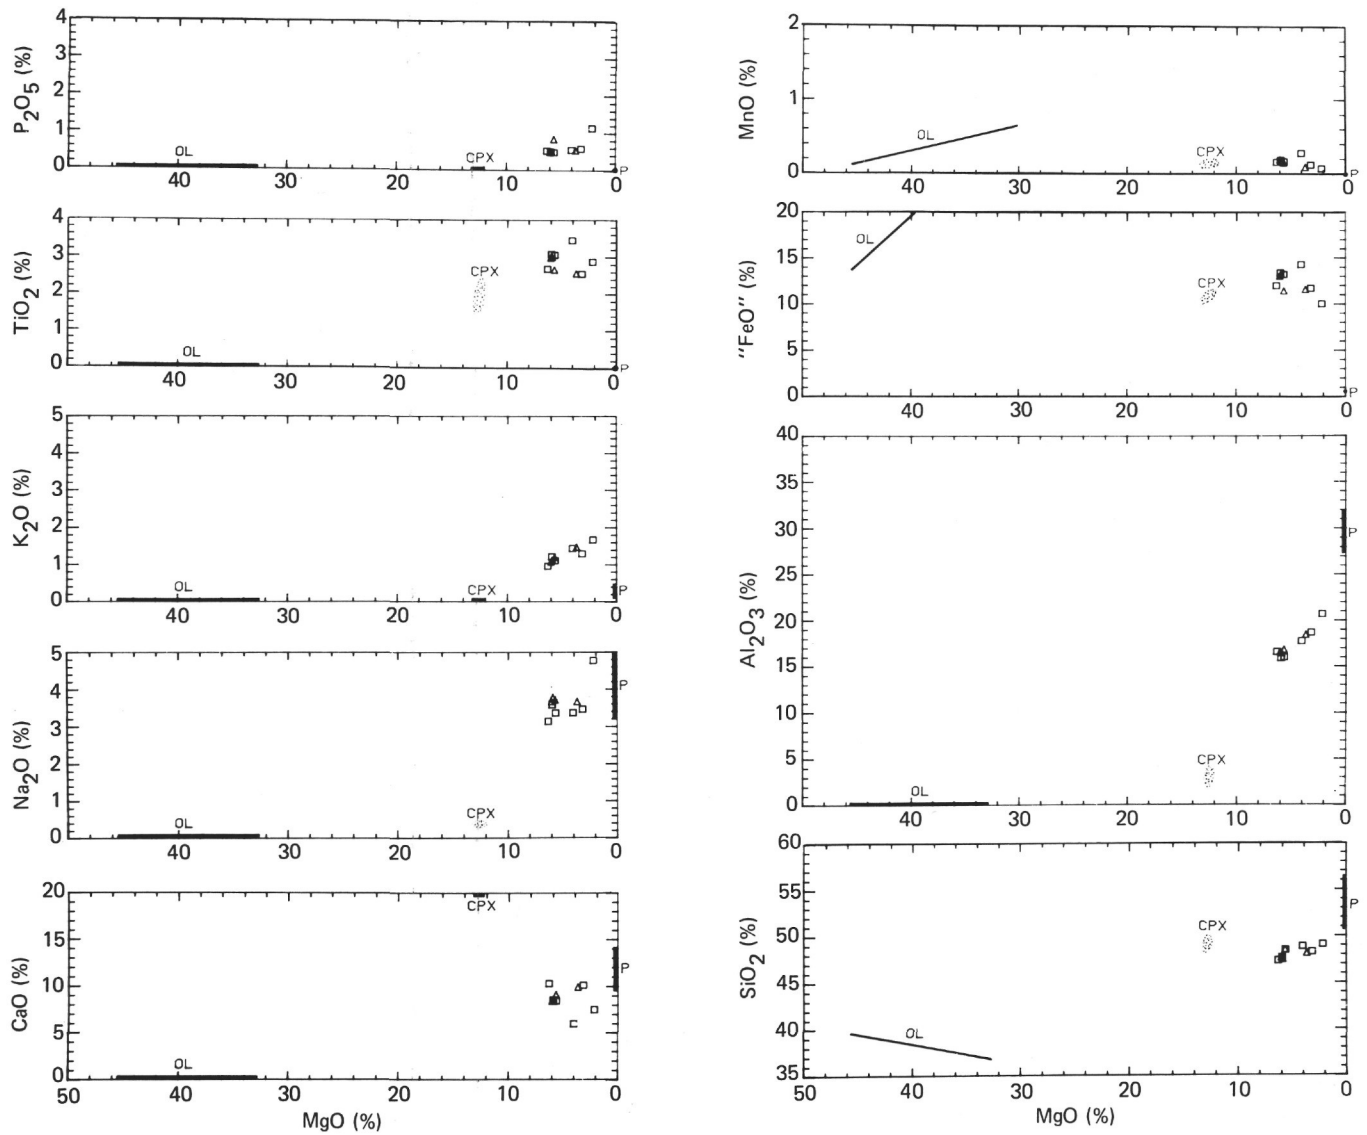 4
3
2
1
0
P₂O₅ (%)
OL
CPX
P
40 30 20 10 0
4
3
2
1
0
TiO₂ (%)
CPX
OL
P
40 30 20 10 0
5
4
3
2
1
0
K₂O (%)
OL
CPX
P
40 30 20 10 0
5
4
3
2
1
0
Na₂O (%)
P
CPX
OL
40 30 20 10 0
20
15
10
5
0
CaO (%)
CPX
P
OL
50 40 30 20 10 0
MgO (%)
2
1
0
MnO (%)
OL
CPX
P
40 30 20 10 0
20
15
10
5
0
"FeO" (%)
OL
CPX
P
40 30 20 10 0
40
35
30
25
20
15
10
5
0
Al₂O₃ (%)
P
CPX
OL
40 30 20 10 0
60
55
50
45
40
35
SiO₂ (%)
P
CPX
OL
50 40 30 20 10 0
MgO (%)